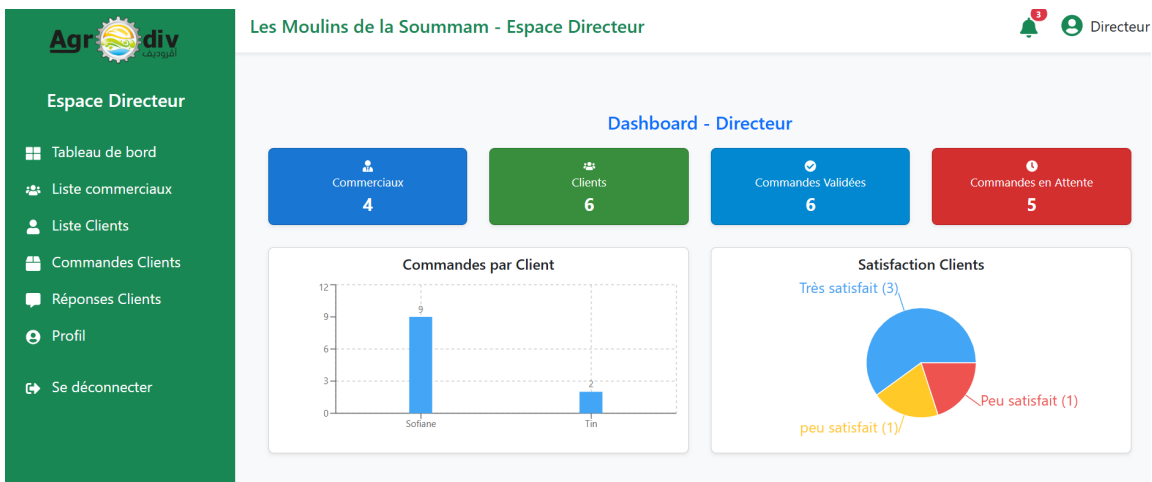 Agrodiv
أقروديف
Espace Directeur
Tableau de bord
Liste commerciaux
Liste Clients
Commandes Clients
Réponses Clients
Profil
Se déconnecter
Les Moulins de la Soummam - Espace Directeur
3
Directeur
Dashboard - Directeur
Commerciaux
4
Clients
6
Commandes Validées
6
Commandes en Attente
5
Commandes par Client
12
9
6
3
0
9
2
Sofiane
Tin
Satisfaction Clients
Très satisfait (3)
Peu satisfait (1)
peu satisfait (1)